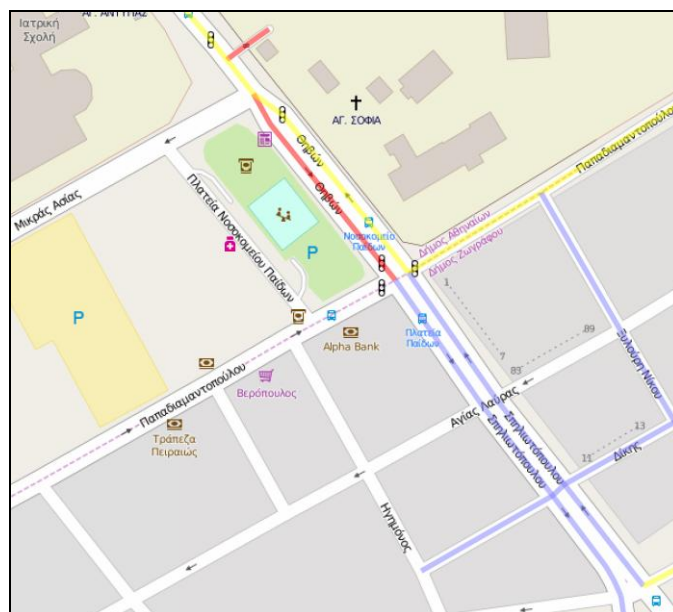 Ιατρική
Σχολή
ΑΓ. ΑΝΤΥΠΑΣ
ΑΓ. ΣΟΦΙΑ
Θηβών
Θηβών
Παπαδιαμαντοπούλου
Μικράς Ασίας
Πλατεία Νοσοκομείου Παίδων
P
Νοσοκομείο
Παίδων
Δήμος Αθηναίων
Δήμος Ζωγράφου
P
1
Πλατεία
Παίδων
Alpha Bank
89
7
83
Ξυλούρη Νίκου
Παπαδιαμαντοπούλου
Βερόπουλος
Αγίας Λαύρας
Τράπεζα
Πειραιώς
Σπηλιωτόπουλου
Σπηλιωτόπουλου
13
11
Δίκης
Ηγημόνος